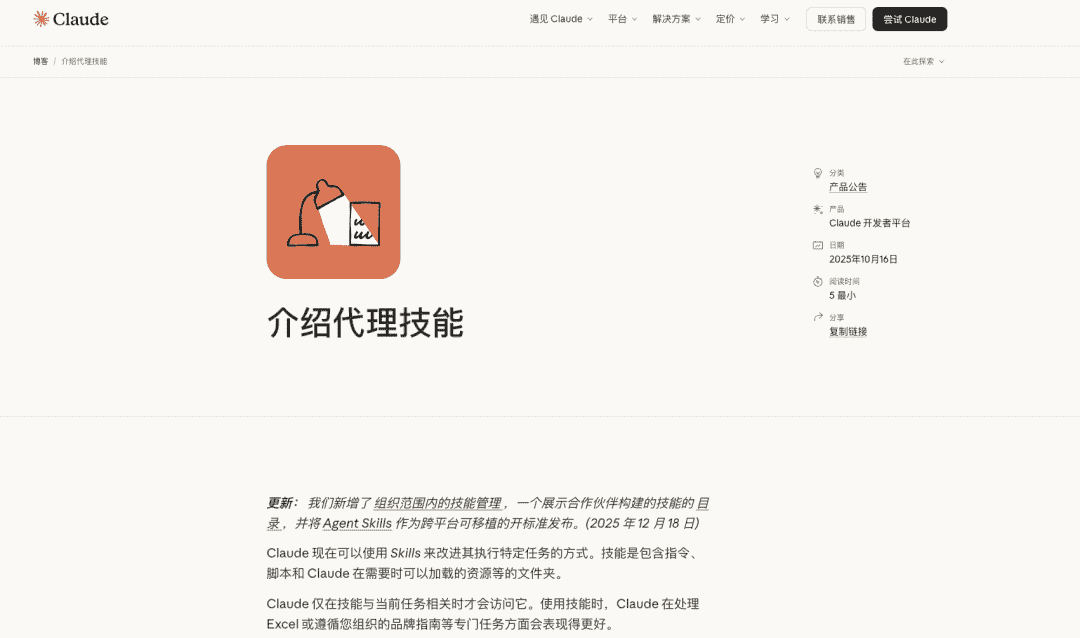 Claude
遇见 Claude 平台 解决方案 定价 学习 联系销售 尝试 Claude
博客 / 介绍代理技能
在此探索
分类
产品公告
产品
Claude 开发者平台
日期
2025年10月16日
阅读时间
5 最小
分享
复制链接
介绍代理技能
更新： 我们新增了 组织范围内的技能管理 ，一个展示合作伙伴构建的技能的 目
录 ，并将 Agent Skills 作为跨平台可移植的开标准发布。(2025 年 12 月 18 日)
Claude 现在可以使用 Skills 来改进其执行特定任务的方式。技能是包含指令、
脚本和 Claude 在需要时可以加载的资源等的文件夹。
Claude 仅在技能与当前任务相关时才会访问它。使用技能时，Claude 在处理
Excel 或遵循您组织的品牌指南等专门任务方面会表现得更好。